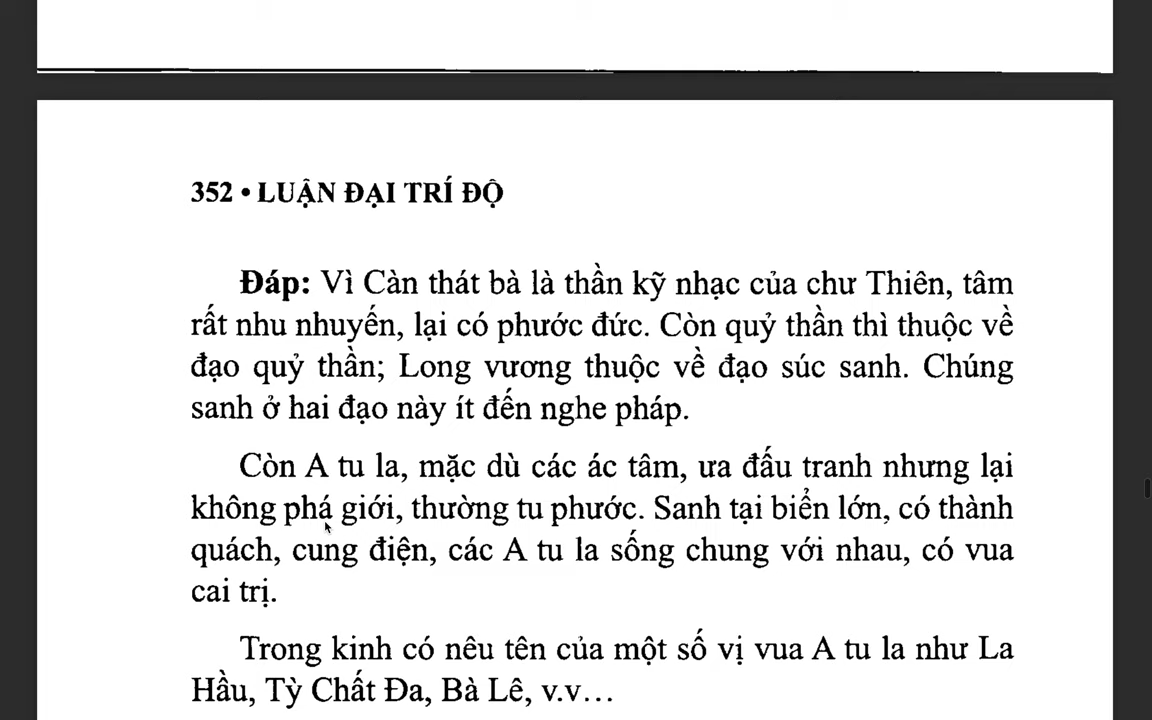 352 • LUẬN ĐẠI TRÍ ĐỘ
Đáp: Vì Càn thát bà là thần kỹ nhạc của chư Thiên, tâm
rất nhu nhuyến, lại có phước đức. Còn quỷ thần thì thuộc về
đạo quỷ thần; Long vương thuộc về đạo súc sanh. Chúng
sanh ở hai đạo này ít đến nghe pháp.
Còn A tu la, mặc dù các ác tâm, ưa đấu tranh nhưng lại
không phá giới, thường tu phước. Sanh tại biển lớn, có thành
quách, cung điện, các A tu la sống chung với nhau, có vua
cai trị.
Trong kinh có nêu tên của một số vị vua A tu la như La
Hầu, Tỳ Chất Đa, Bà Lê, v.v…